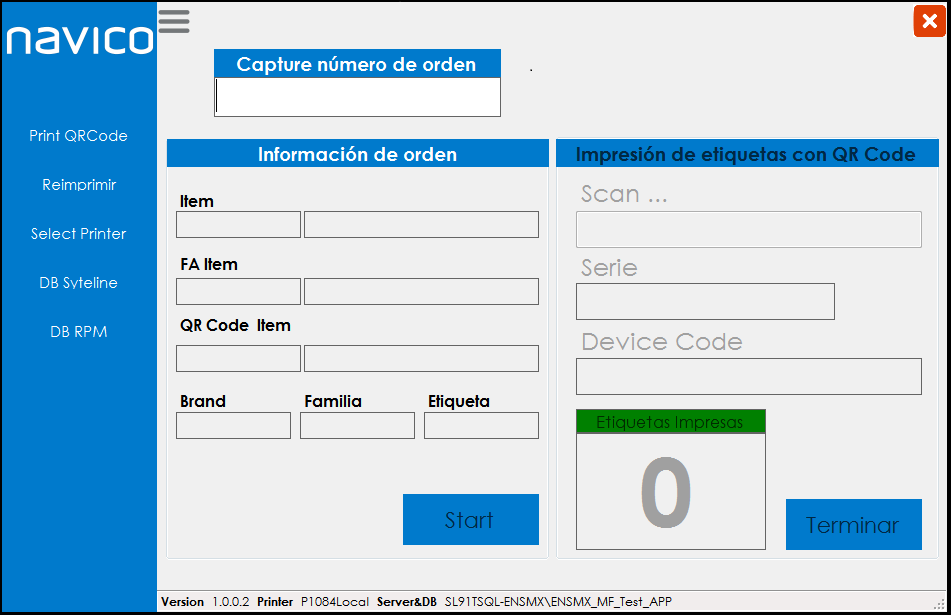 navico
Print QRCode
Reimprimir
Select Printer
DB Syteline
DB RPM
Capture número de orden
.
Información de orden
Item
FA Item
QR Code Item
Brand Familia Etiqueta
Start
Impresión de etiquetas con QR Code
Scan ...
Serie
Device Code
Etiquetas Impresas
0
Terminar
Version 1.0.0.2 Printer P1084Local Server&DB SL91TSQL-ENSMX\ENSMX_MF_Test_APP